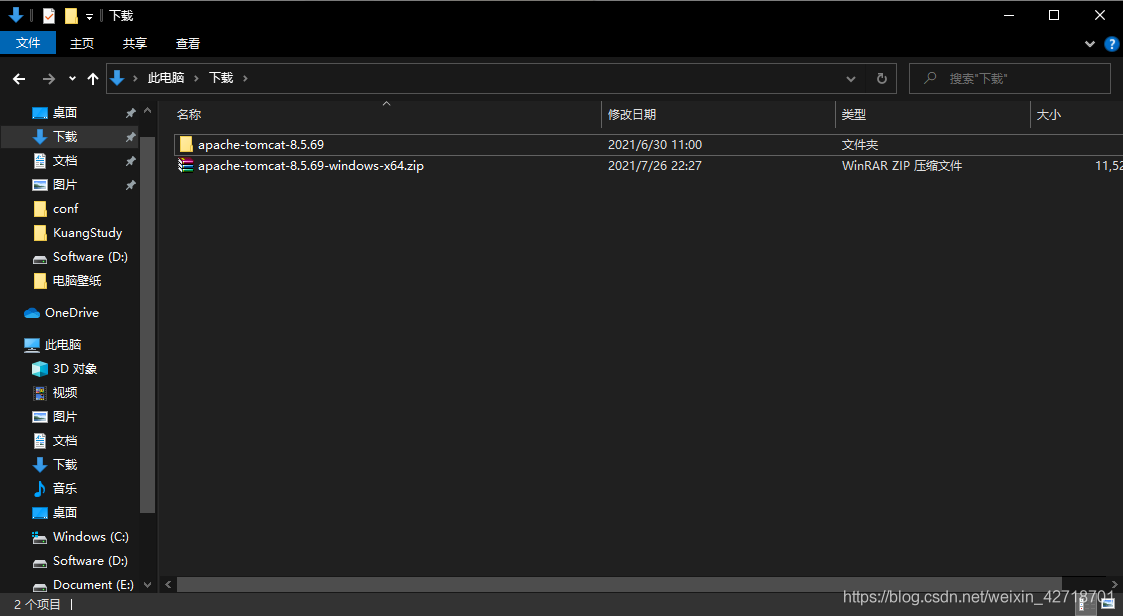 下载
文件 主页 共享 查看
此电脑 下载 搜索"下载"
名称 修改日期 类型 大小
apache-tomcat-8.5.69 2021/6/30 11:00 文件夹
apache-tomcat-8.5.69-windows-x64.zip 2021/7/26 22:27 WinRAR ZIP 压缩文件 11,52
桌面
下载
文档
图片
conf
KuangStudy
Software (D:)
电脑壁纸
OneDrive
此电脑
3D 对象
视频
图片
文档
下载
音乐
桌面
Windows (C:)
Software (D:)
Document (E:)
2 个项目
https://blog.csdn.net/weixin_42718701